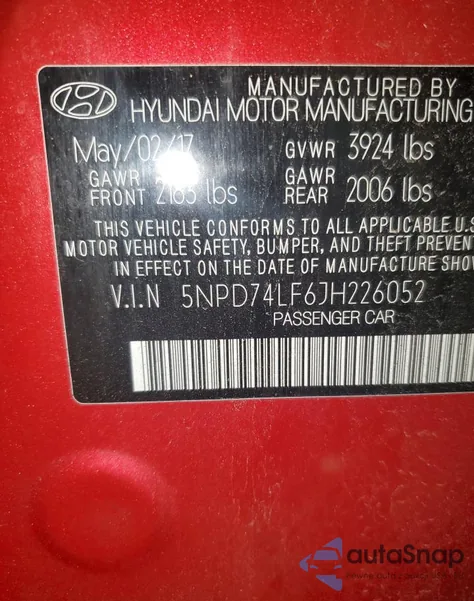 MANUFACTURED BY
HYUNDAI MOTOR MANUFACTURING
May/02/17 GVWR 3924 lbs
GAWR FRONT 2165 lbs GAWR REAR 2006 lbs
THIS VEHICLE CONFORMS TO ALL APPLICABLE U.S
MOTOR VEHICLE SAFETY, BUMPER, AND THEFT PREVENT
IN EFFECT ON THE DATE OF MANUFACTURE SHOW
V.I.N 5NPD74LF6JH226052
PASSENGER CAR
autaSnap